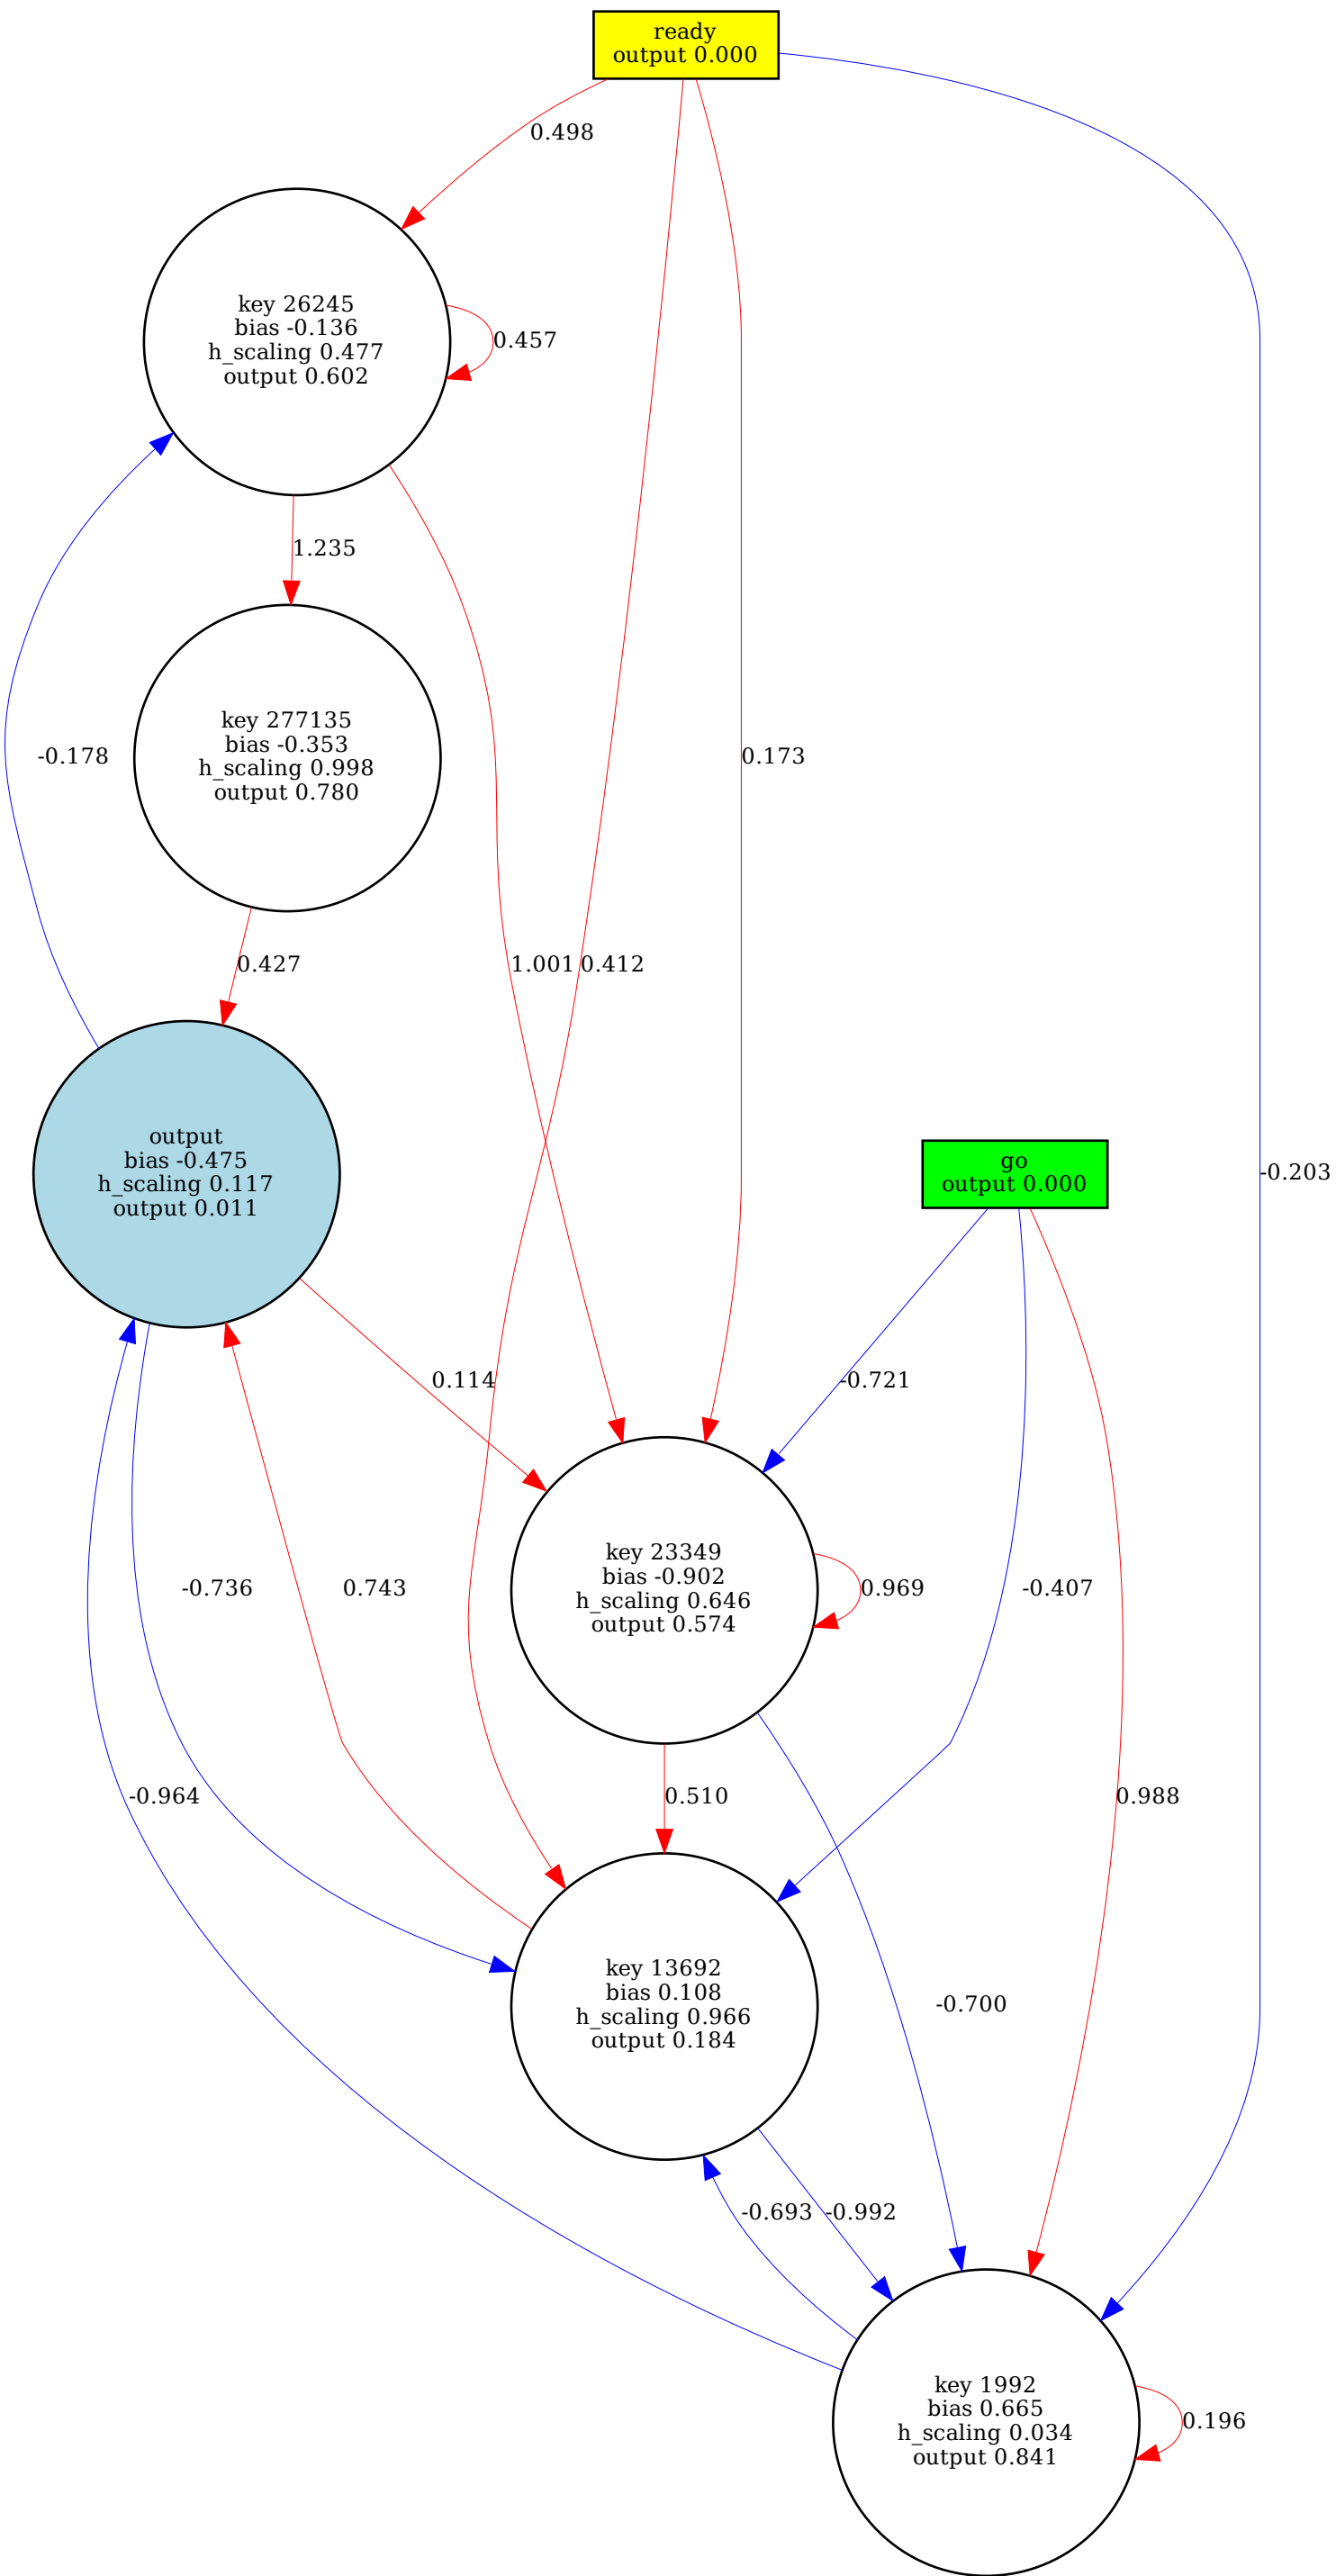 ready
output 0.000
0.498
key 26245
bias -0.136
h_scaling 0.477
output 0.602
0.457
1.235
key 277135
bias -0.353
h_scaling 0.998
output 0.780
-0.178
0.173
0.427
1.001
0.412
output
bias -0.475
h_scaling 0.117
output 0.011
go
output 0.000
-0.203
0.114
-0.721
key 23349
bias -0.902
h_scaling 0.646
output 0.574
-0.736
0.743
0.969
-0.407
-0.964
0.510
0.988
key 13692
bias 0.108
h_scaling 0.966
output 0.184
-0.700
-0.693
-0.992
key 1992
bias 0.665
h_scaling 0.034
output 0.841
0.196